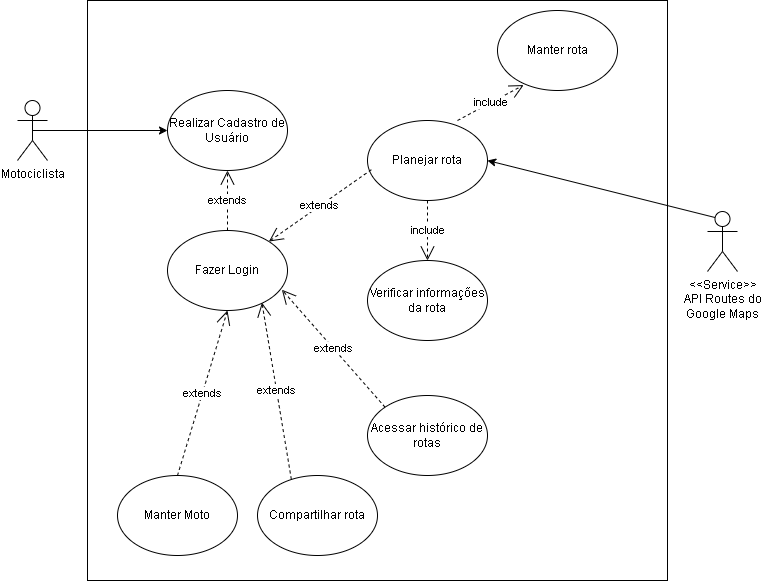 Manter rota
include
Realizar Cadastro de
Usuário
Motociclista
Planejar rota
extends
extends
include
Fazer Login
<<Service>>
API Routes do
Google Maps
Verificar informações
da rota
extends
extends
extends
Acessar histórico de
rotas
Manter Moto
Compartilhar rota